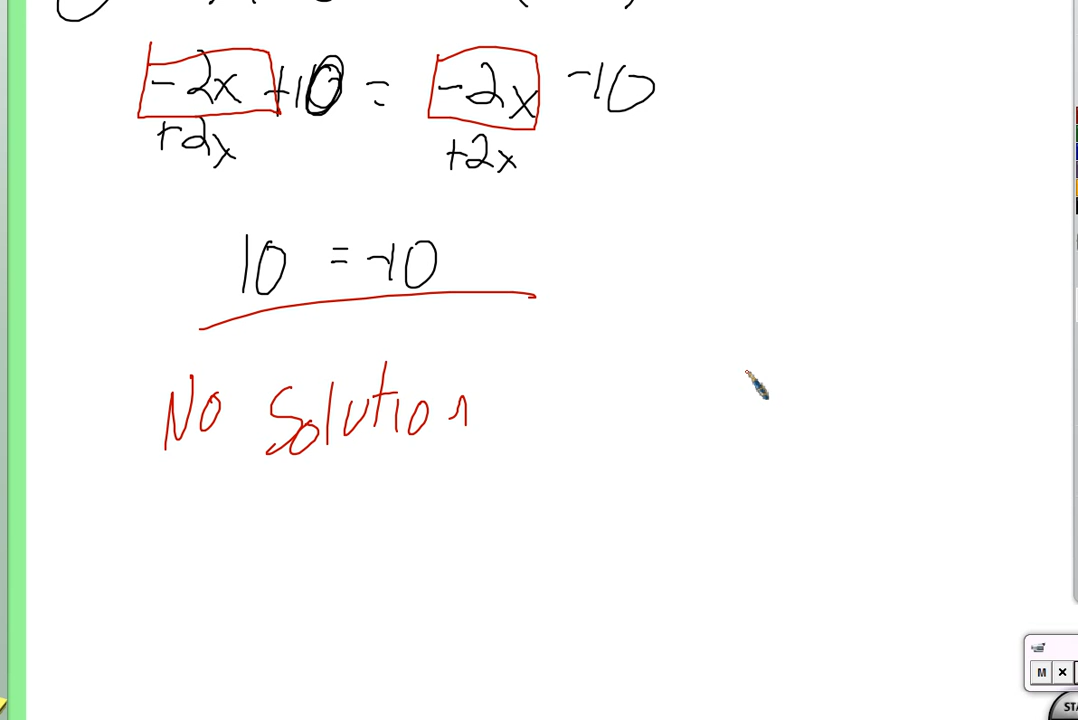 -2x +10 = -2x -10
+2x +2x
10 = -10
No Solution
M ×